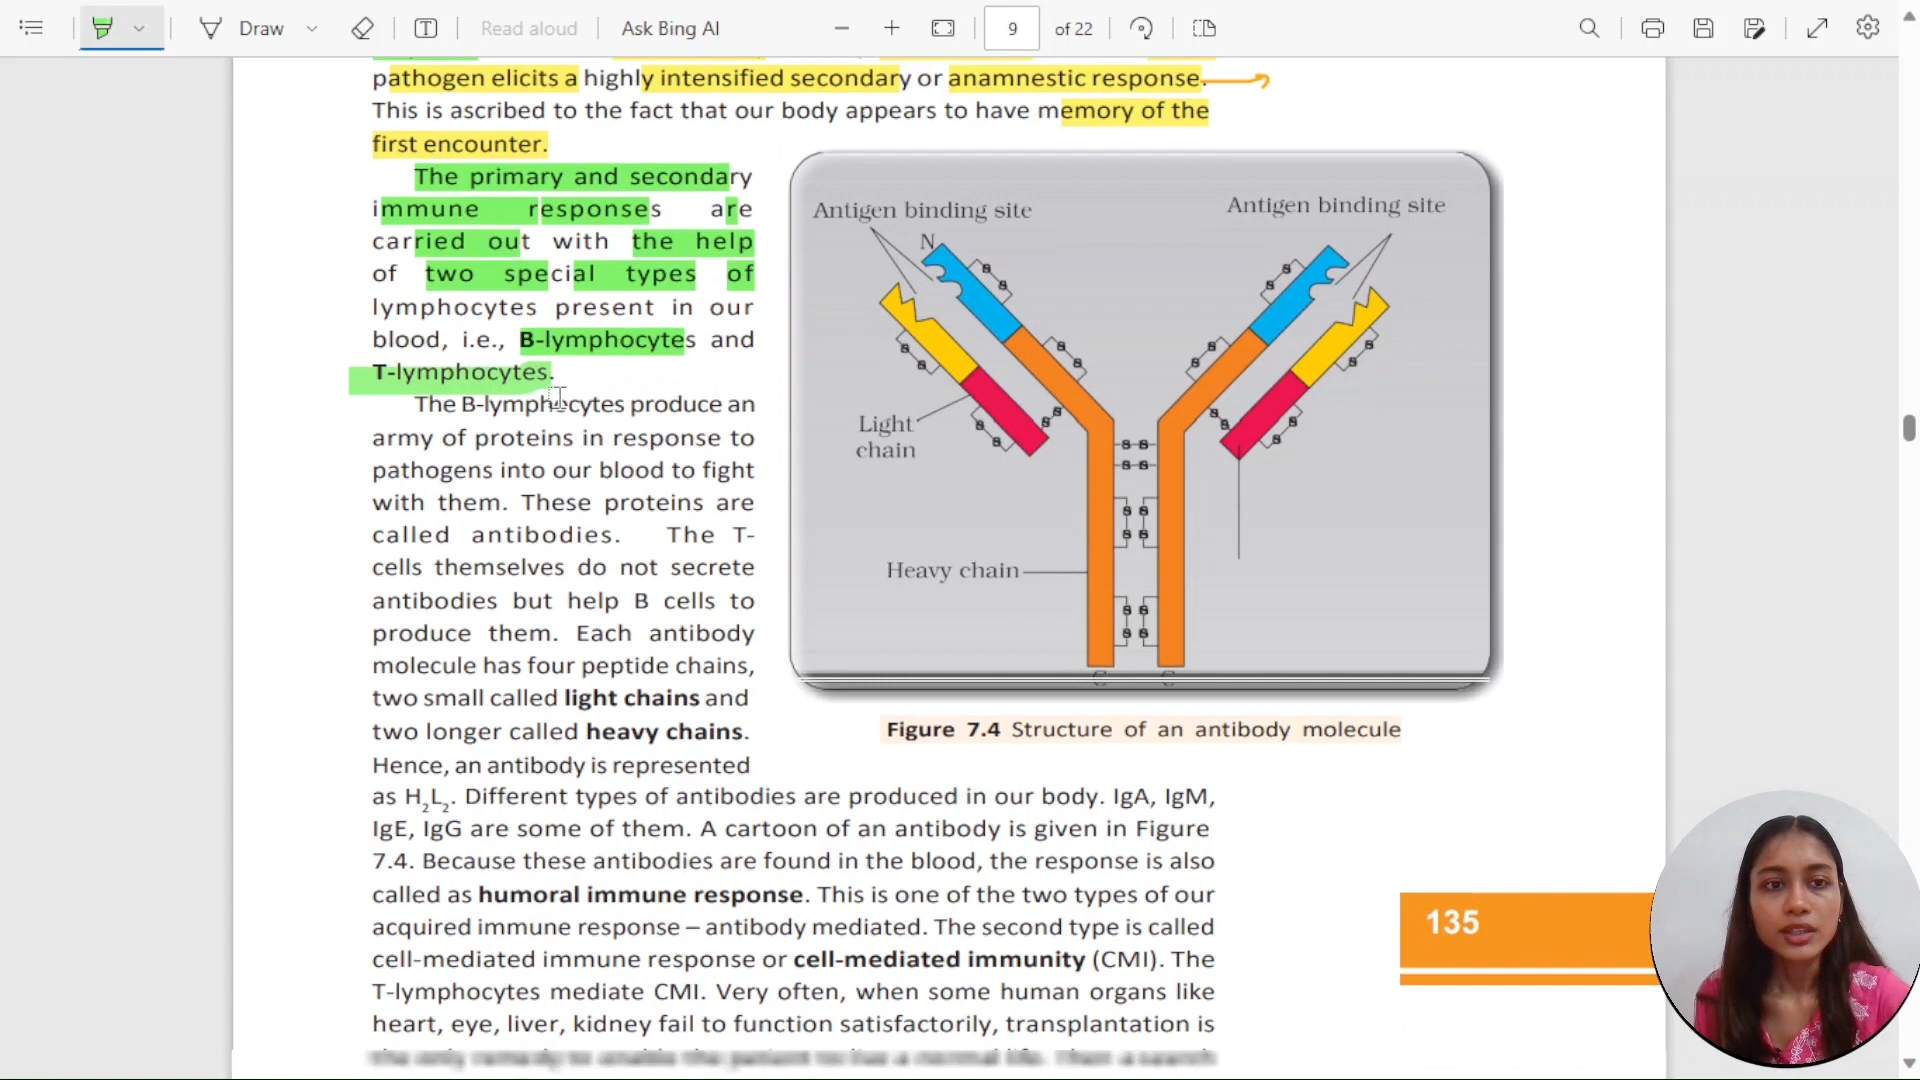 Draw
Read aloud
Ask Bing AI
9
of 22
pathogen elicits a highly intensified secondary or anamnestic response.
This is ascribed to the fact that our body appears to have memory of the
first encounter.
The primary and secondary
immune responses are
carried out with the help
of two special types of
lymphocytes present in our
blood, i.e., B-lymphocytes and
T-lymphocytes.
The B-lymphocytes produce an
army of proteins in response to
pathogens into our blood to fight
with them. These proteins are
called antibodies. The T-
cells themselves do not secrete
antibodies but help B cells to
produce them. Each antibody
molecule has four peptide chains,
two small called light chains and
two longer called heavy chains.
Hence, an antibody is represented
as H2L2. Different types of antibodies are produced in our body. IgA, IgM,
IgE, IgG are some of them. A cartoon of an antibody is given in Figure
7.4. Because these antibodies are found in the blood, the response is also
called as humoral immune response. This is one of the two types of our
acquired immune response – antibody mediated. The second type is called
cell-mediated immune response or cell-mediated immunity (CMI). The
T-lymphocytes mediate CMI. Very often, when some human organs like
heart, eye, liver, kidney fail to function satisfactorily, transplantation is
Antigen binding site
Antigen binding site
N
S S
S S
S S
S S
S S
S S
S S
S S
Light
chain
S S
S S
S S
S S
S S
S S
Heavy chain
S S
S S
C C
Figure 7.4 Structure of an antibody molecule
135